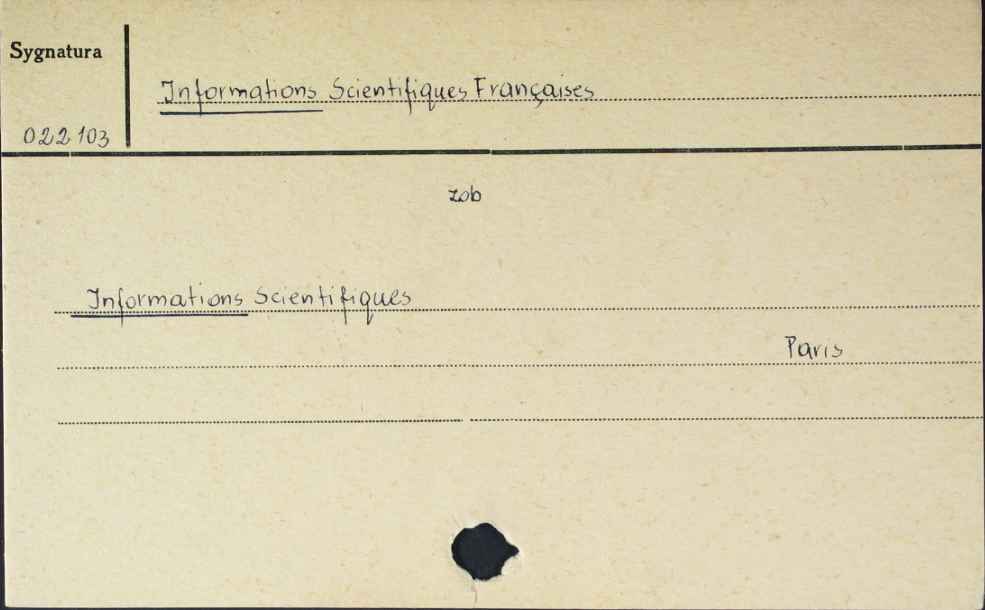 Sygnatura
Informations Scientifiques Françaises
022103
zob
Informations Scientifiques
Paris